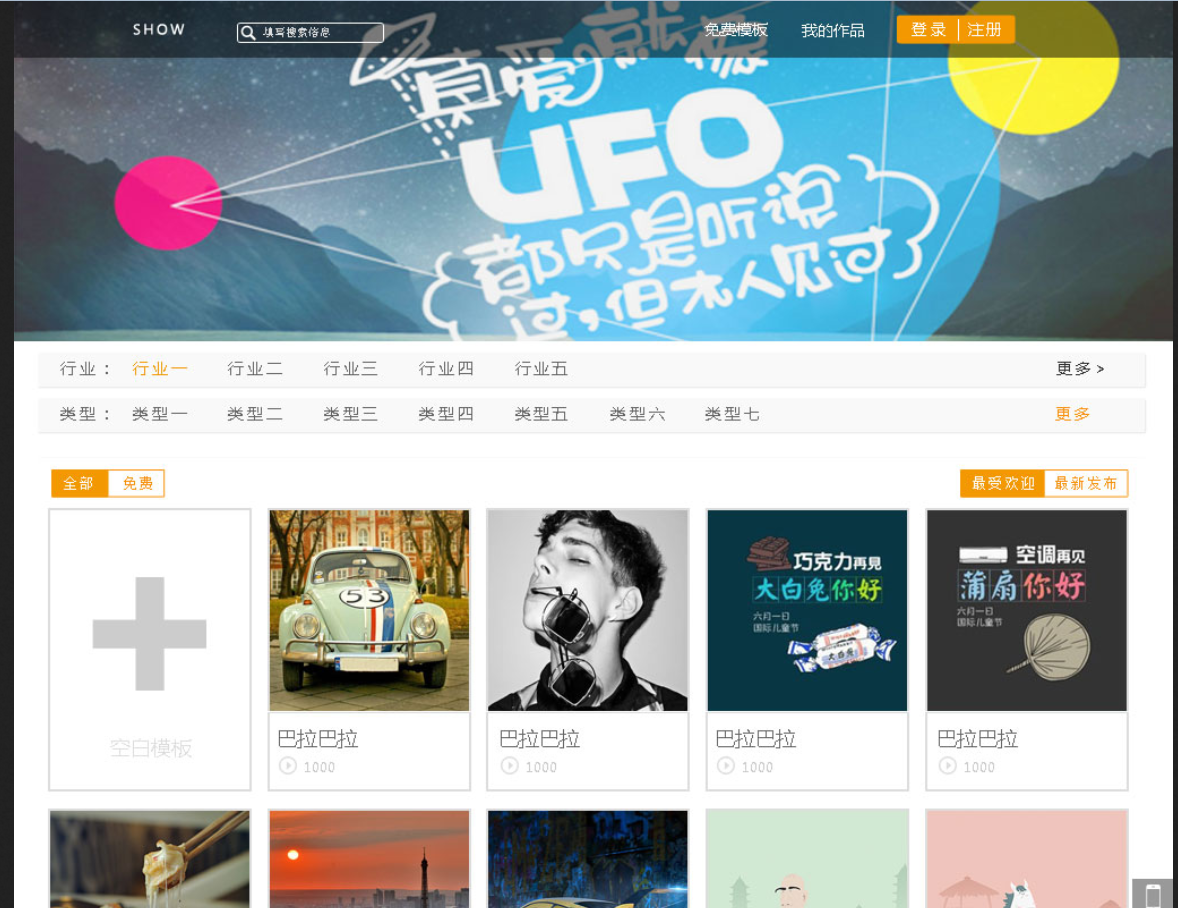 SHOW
填写搜索信息
免费模板
我的作品
登录
注册
真爱,就像
UFO
都只是听说
过,但木人见过
行业： 行业一 行业二 行业三 行业四 行业五 更多 >
类型： 类型一 类型二 类型三 类型四 类型五 类型六 类型七 更多
全部 免费 最受欢迎 最新发布
空白模板
53
巧克力再見
大白兔你好
六月一日
国际儿童节
大白兔
空调再见
蒲扇你好
六月一日
国际儿童节
巴拉巴拉 巴拉巴拉 巴拉巴拉 巴拉巴拉
1000 1000 1000 1000